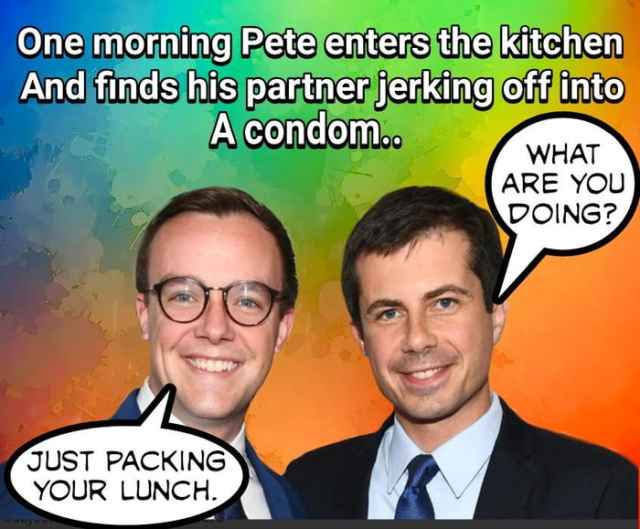 One morning Pete enters the kitchen
And finds his partner jerking off into
A condom..
WHAT
ARE YOU
DOING?
JUST PACKING
YOUR LUNCH.